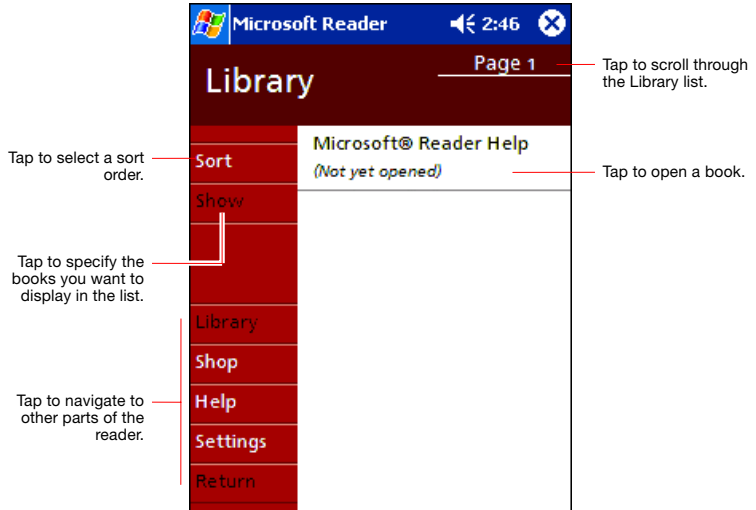 Microsoft Reader
2:46
Library
Page 1
Tap to scroll through
the Library list.
Microsoft® Reader Help
(Not yet opened)
Tap to open a book.
Tap to select a sort
order.
Sort
Show
Tap to specify the
books you want to
display in the list.
Library
Shop
Help
Settings
Return
Tap to navigate to
other parts of the
reader.